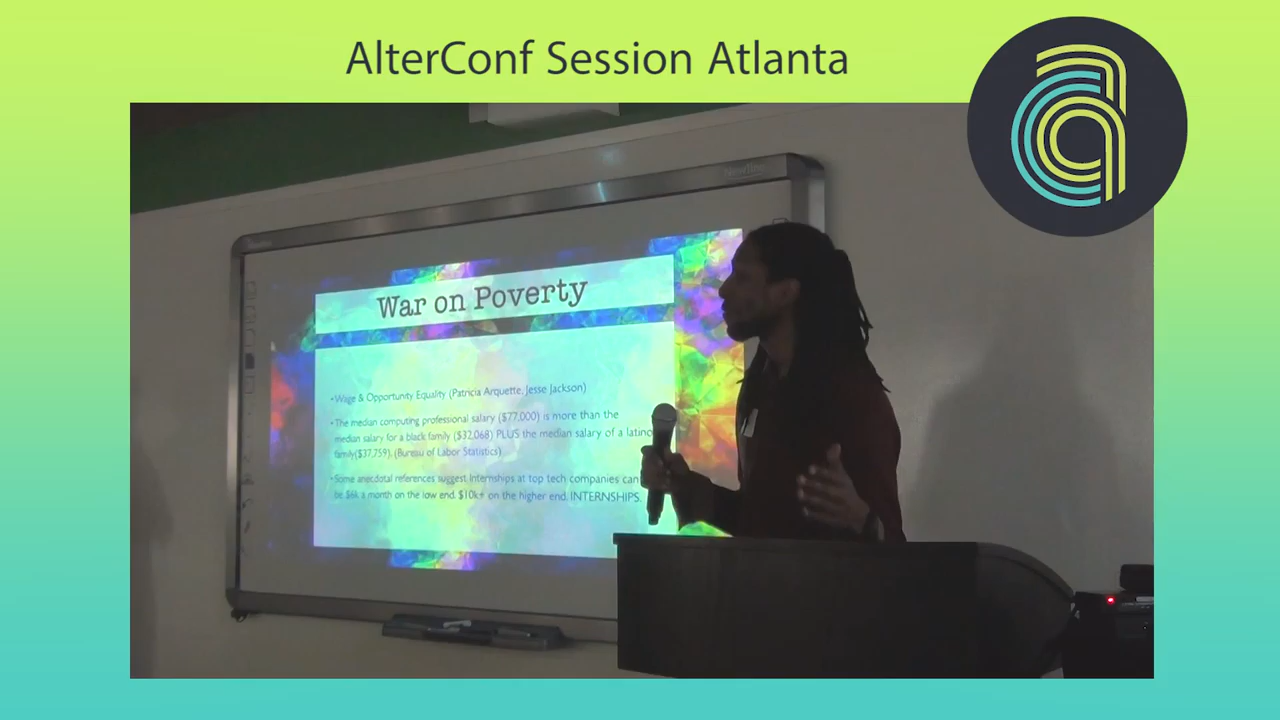 AlterConf Session Atlanta
War on Poverty
•Wage & Opportunity Equality (Patricia Arquette, Jesse Jackson)
•The median computing professional salary ($77,000) is more than the
median salary for a black family ($32,068) PLUS the median salary of a latino
family($37,759). (Bureau of Labor Statistics)
•Some anecdotal references suggest Internships at top tech companies can
be $6k a month on the low end. $10k+ on the higher end. INTERNSHIPS.